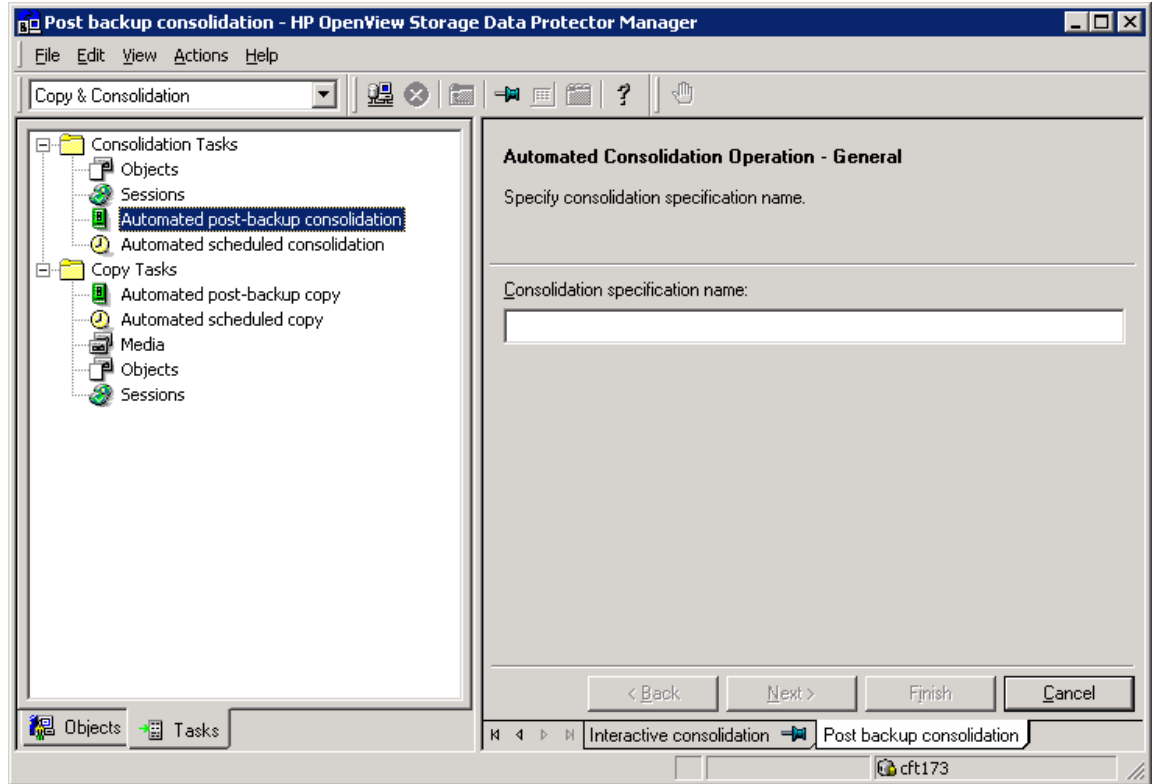 Post backup consolidation - HP OpenView Storage Data Protector Manager
File Edit View Actions Help
Copy & Consolidation
Consolidation Tasks
Objects
Sessions
Automated post-backup consolidation
Automated scheduled consolidation
Copy Tasks
Automated post-backup copy
Automated scheduled copy
Media
Objects
Sessions
Objects Tasks
Automated Consolidation Operation - General
Specify consolidation specification name.
Consolidation specification name:
< Back Next > Finish Cancel
Interactive consolidation Post backup consolidation
cft173